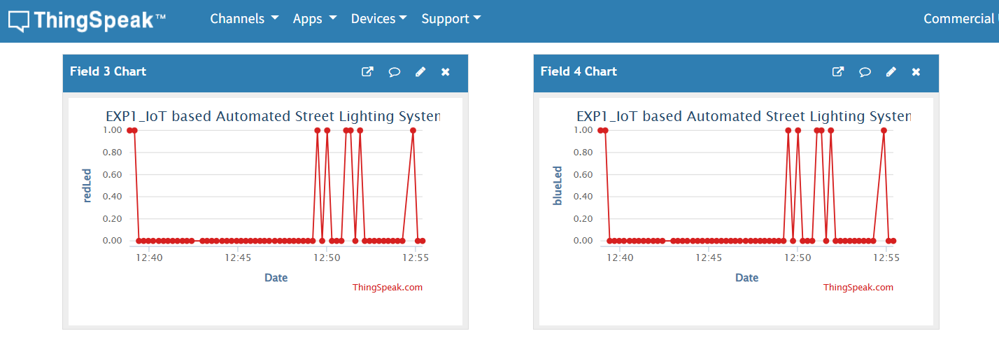 ThingSpeak™ Channels Apps Devices Support Commercial
Field 3 Chart
EXP1_IoT based Automated Street Lighting System
1.00
0.80
0.60
0.40
0.20
0.00
redLed
12:40 12:45 12:50 12:55
Date
ThingSpeak.com
Field 4 Chart
EXP1_IoT based Automated Street Lighting System
1.00
0.80
0.60
0.40
0.20
0.00
blueLed
12:40 12:45 12:50 12:55
Date
ThingSpeak.com